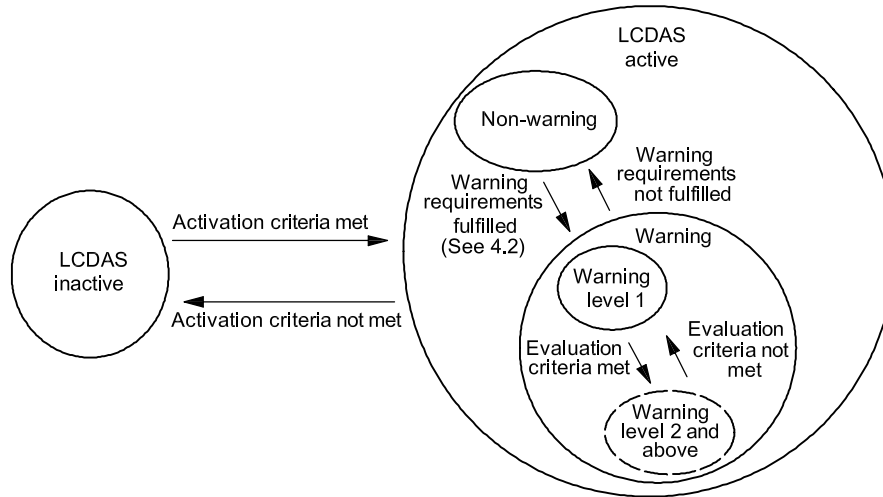 LCDAS
active
Non-warning
Warning
requirements
fulfilled
(See 4.2)
Warning
requirements
not fulfilled
Activation criteria met
LCDAS
inactive
Activation criteria not met
Warning
Warning
level 1
Evaluation
criteria met
Evaluation
criteria not
met
Warning
level 2 and
above